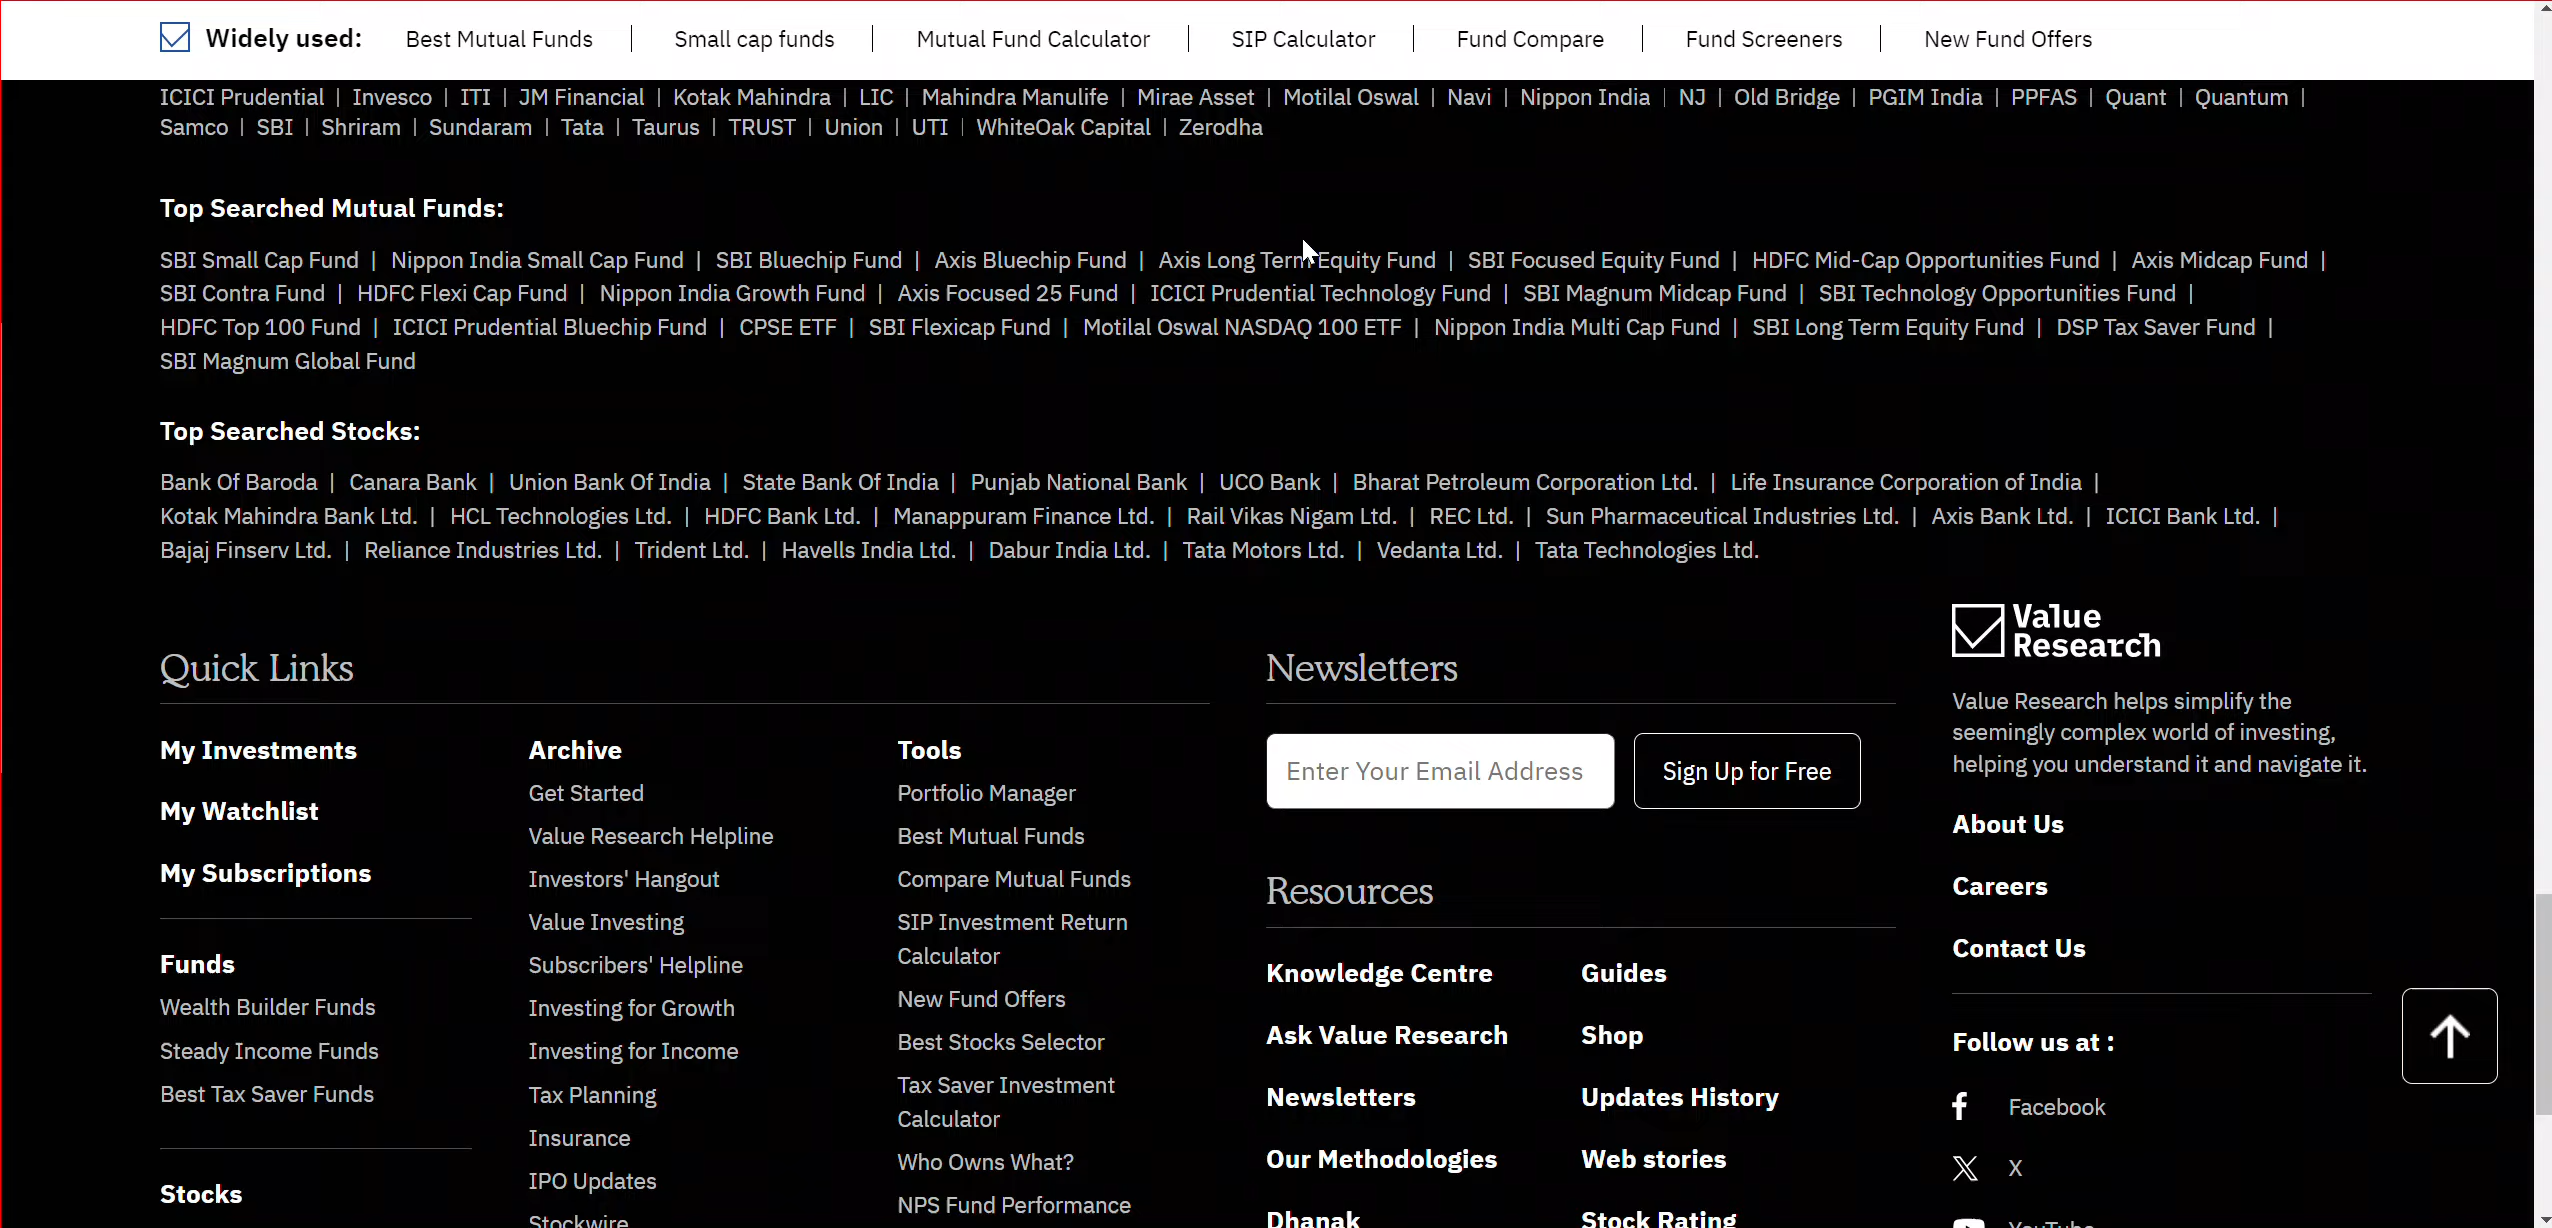 Widely used: Best Mutual Funds | Small cap funds | Mutual Fund Calculator | SIP Calculator | Fund Compare | Fund Screeners | New Fund Offers
ICICI Prudential | Invesco | ITI | JM Financial | Kotak Mahindra | LIC | Mahindra Manulife | Mirae Asset | Motilal Oswal | Navi | Nippon India | NJ | Old Bridge | PGIM India | PPFAS | Quant | Quantum |
Samco | SBI | Shriram | Sundaram | Tata | Taurus | TRUST | Union | UTI | WhiteOak Capital | Zerodha
Top Searched Mutual Funds:
SBI Small Cap Fund | Nippon India Small Cap Fund | SBI Bluechip Fund | Axis Bluechip Fund | Axis Long Term Equity Fund | SBI Focused Equity Fund | HDFC Mid-Cap Opportunities Fund | Axis Midcap Fund |
SBI Contra Fund | HDFC Flexi Cap Fund | Nippon India Growth Fund | Axis Focused 25 Fund | ICICI Prudential Technology Fund | SBI Magnum Midcap Fund | SBI Technology Opportunities Fund |
HDFC Top 100 Fund | ICICI Prudential Bluechip Fund | CPSE ETF | SBI Flexicap Fund | Motilal Oswal NASDAQ 100 ETF | Nippon India Multi Cap Fund | SBI Long Term Equity Fund | DSP Tax Saver Fund |
SBI Magnum Global Fund
Top Searched Stocks:
Bank Of Baroda | Canara Bank | Union Bank Of India | State Bank Of India | Punjab National Bank | UCO Bank | Bharat Petroleum Corporation Ltd. | Life Insurance Corporation of India |
Kotak Mahindra Bank Ltd. | HCL Technologies Ltd. | HDFC Bank Ltd. | Manappuram Finance Ltd. | Rail Vikas Nigam Ltd. | REC Ltd. | Sun Pharmaceutical Industries Ltd. | Axis Bank Ltd. | ICICI Bank Ltd. |
Bajaj Finserv Ltd. | Reliance Industries Ltd. | Trident Ltd. | Havells India Ltd. | Dabur India Ltd. | Tata Motors Ltd. | Vedanta Ltd. | Tata Technologies Ltd.
Quick Links
My Investments
My Watchlist
My Subscriptions
Funds
Wealth Builder Funds
Steady Income Funds
Best Tax Saver Funds
Stocks
Archive
Get Started
Value Research Helpline
Investors' Hangout
Value Investing
Subscribers' Helpline
Investing for Growth
Investing for Income
Tax Planning
Insurance
IPO Updates
Stockwire
Tools
Portfolio Manager
Best Mutual Funds
Compare Mutual Funds
SIP Investment Return
Calculator
New Fund Offers
Best Stocks Selector
Tax Saver Investment
Calculator
Who Owns What?
NPS Fund Performance
Newsletters
Enter Your Email Address
Sign Up for Free
Resources
Knowledge Centre
Ask Value Research
Newsletters
Our Methodologies
Dhanak
Guides
Shop
Updates History
Web stories
Stock Rating
Value
Research
Value Research helps simplify the
seemingly complex world of investing,
helping you understand it and navigate it.
About Us
Careers
Contact Us
Follow us at :
Facebook
X
YouTube